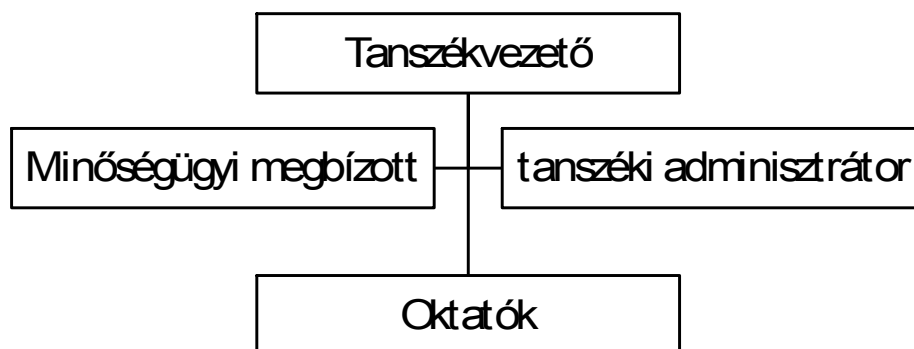 Tanszékvezető
Minőségügyi megbízott
tanszéki adminisztrátor
Oktatók